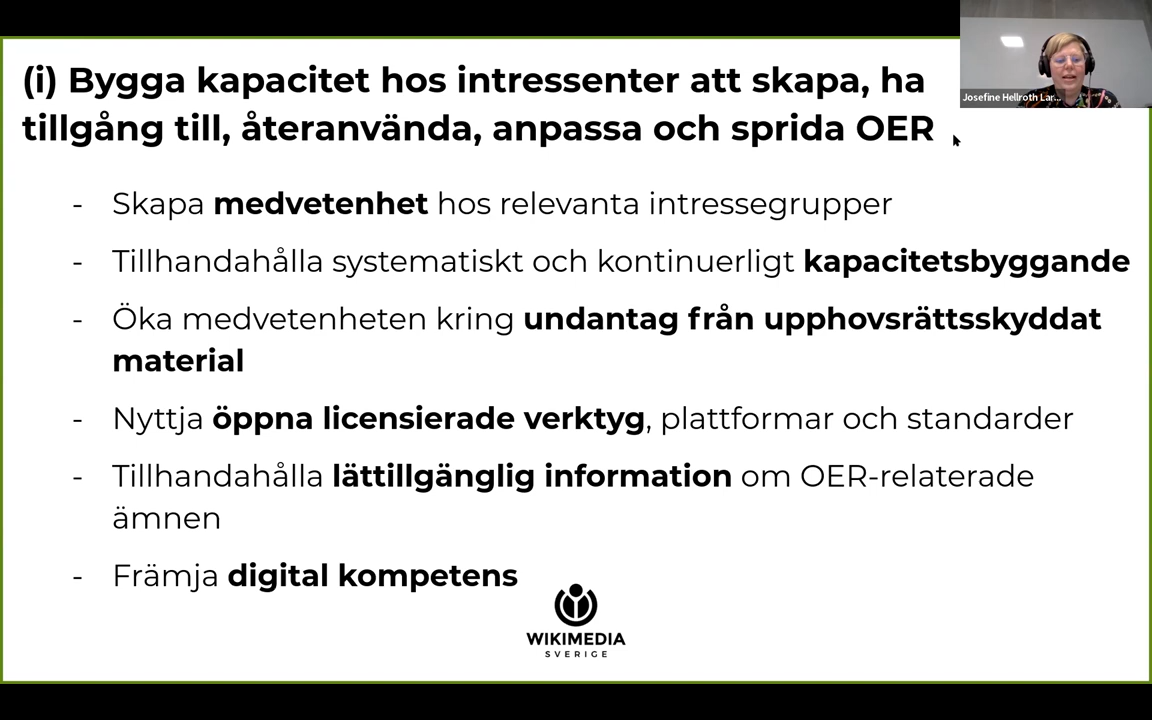 (i) Bygga kapacitet hos intressenter att skapa, ha
tillgång till, återanvända, anpassa och sprida OER
Josefine Hellroth Lar...
- Skapa medvetenhet hos relevanta intressegrupper
- Tillhandahålla systematiskt och kontinuerligt kapacitetsbyggande
- Öka medvetenheten kring undantag från upphovsrättsskyddat
material
- Nyttja öppna licensierade verktyg, plattformar och standarder
- Tillhandahålla lättillgänglig information om OER-relaterade
ämnen
- Främja digital kompetens
WIKIMEDIA
SVERIGE